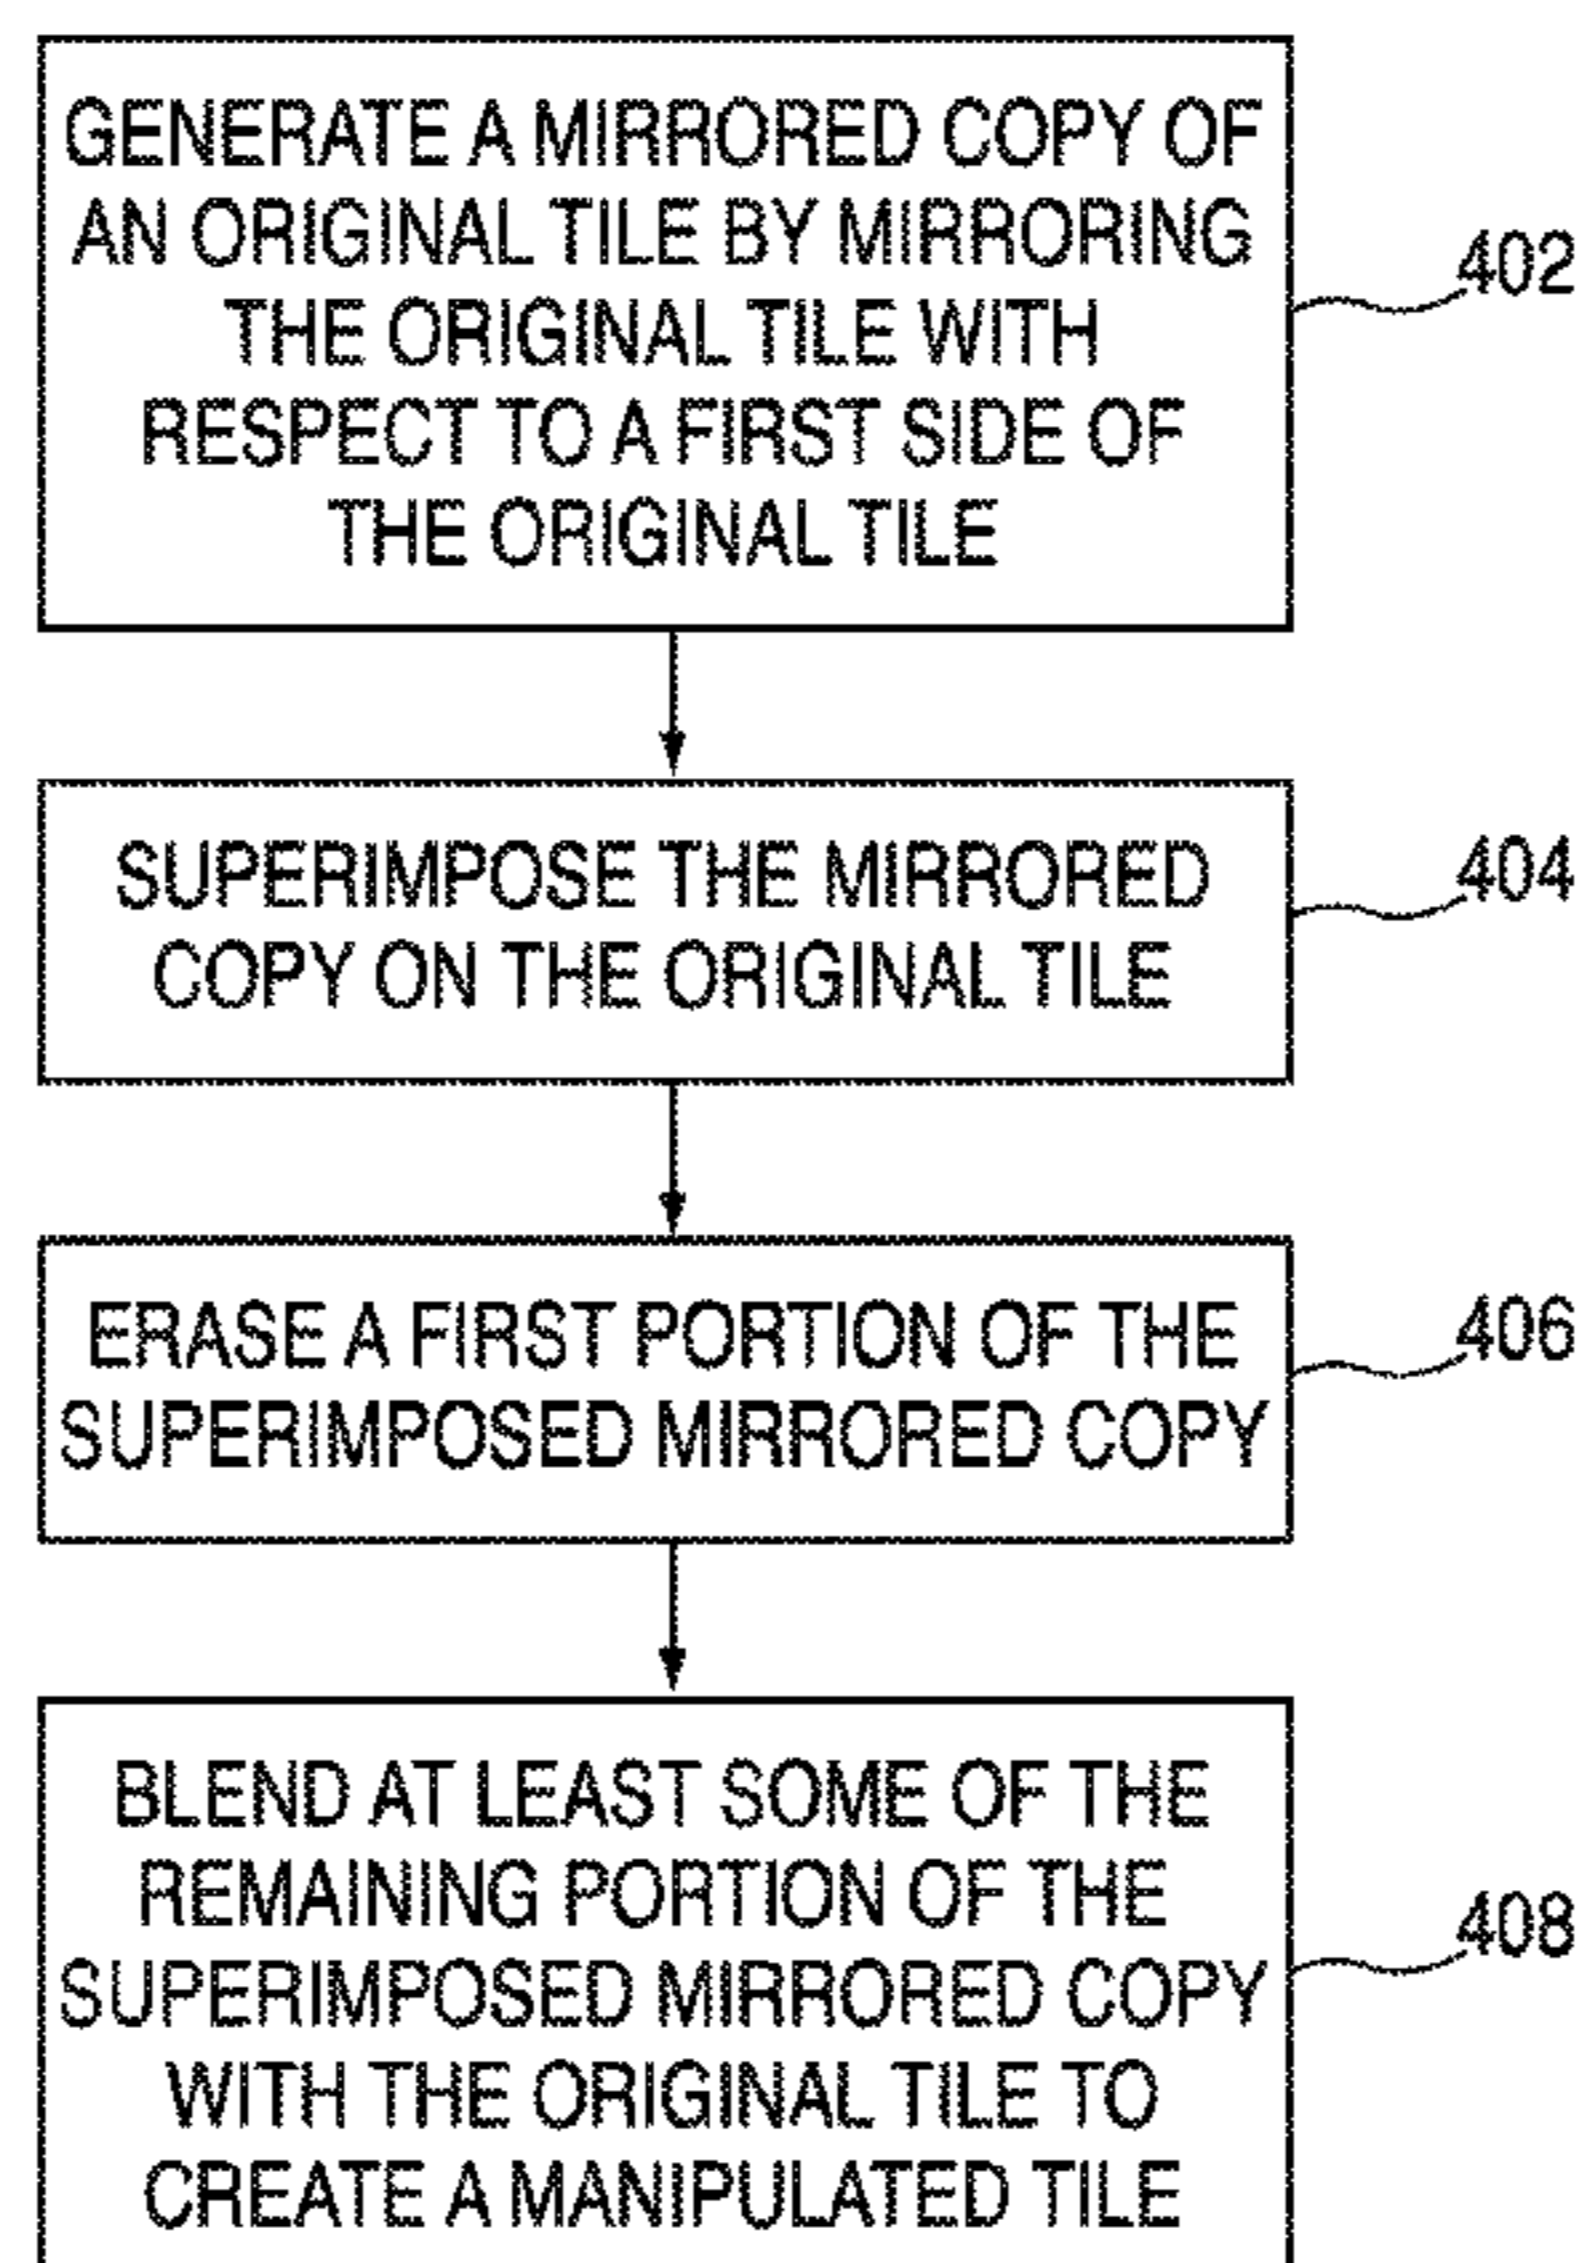 GENERATE A MIRRORED COPY OF
AN ORIGINAL TILE BY MIRRORING
THE ORIGINAL TILE WITH
RESPECT TO A FIRST SIDE OF
THE ORIGINAL TILE
402
SUPERIMPOSE THE MIRRORED
COPY ON THE ORIGINAL TILE
404
ERASE A FIRST PORTION OF THE
SUPERIMPOSED MIRRORED COPY
406
BLEND AT LEAST SOME OF THE
REMAINING PORTION OF THE
SUPERIMPOSED MIRRORED COPY
WITH THE ORIGINAL TILE TO
CREATE A MANIPULATED TILE
408